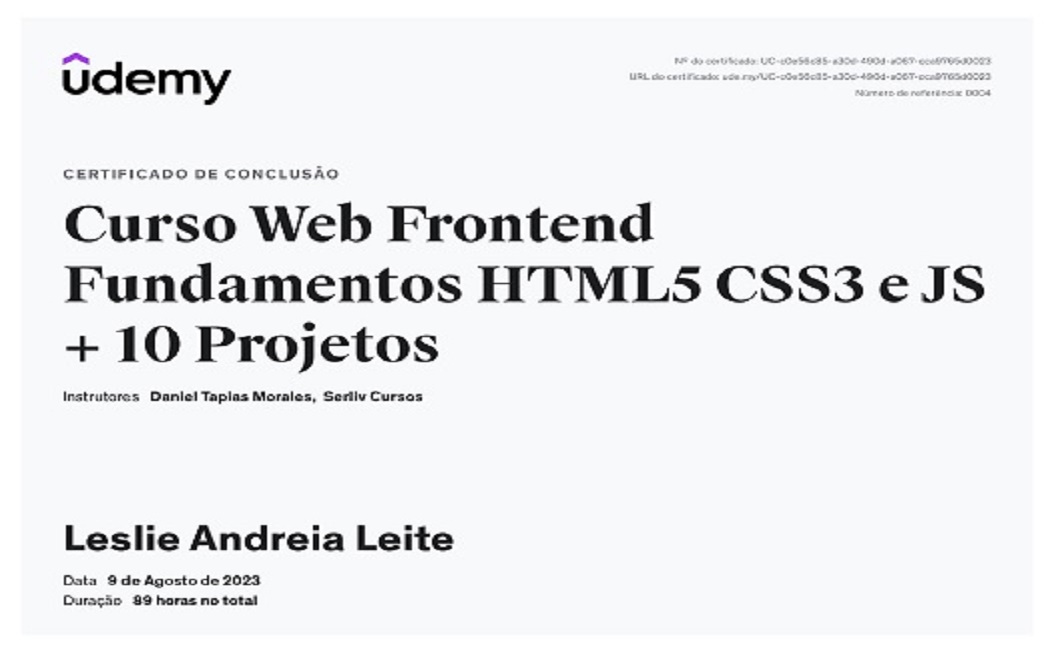 ûdemy
Nº do certificado: UC-c0e56c85-a30d-490d-a067-eca9765d0023
URL do certificado: ude.my/UC-c0e56c85-a30d-490d-a067-eca9765d0023
Número de referência: 0004
CERTIFICADO DE CONCLUSÃO
Curso Web Frontend
Fundamentos HTML5 CSS3 e JS
+ 10 Projetos
Instrutores Daniel Tapias Morales, Serliv Cursos
Leslie Andreia Leite
Data 9 de Agosto de 2023
Duração 89 horas no total